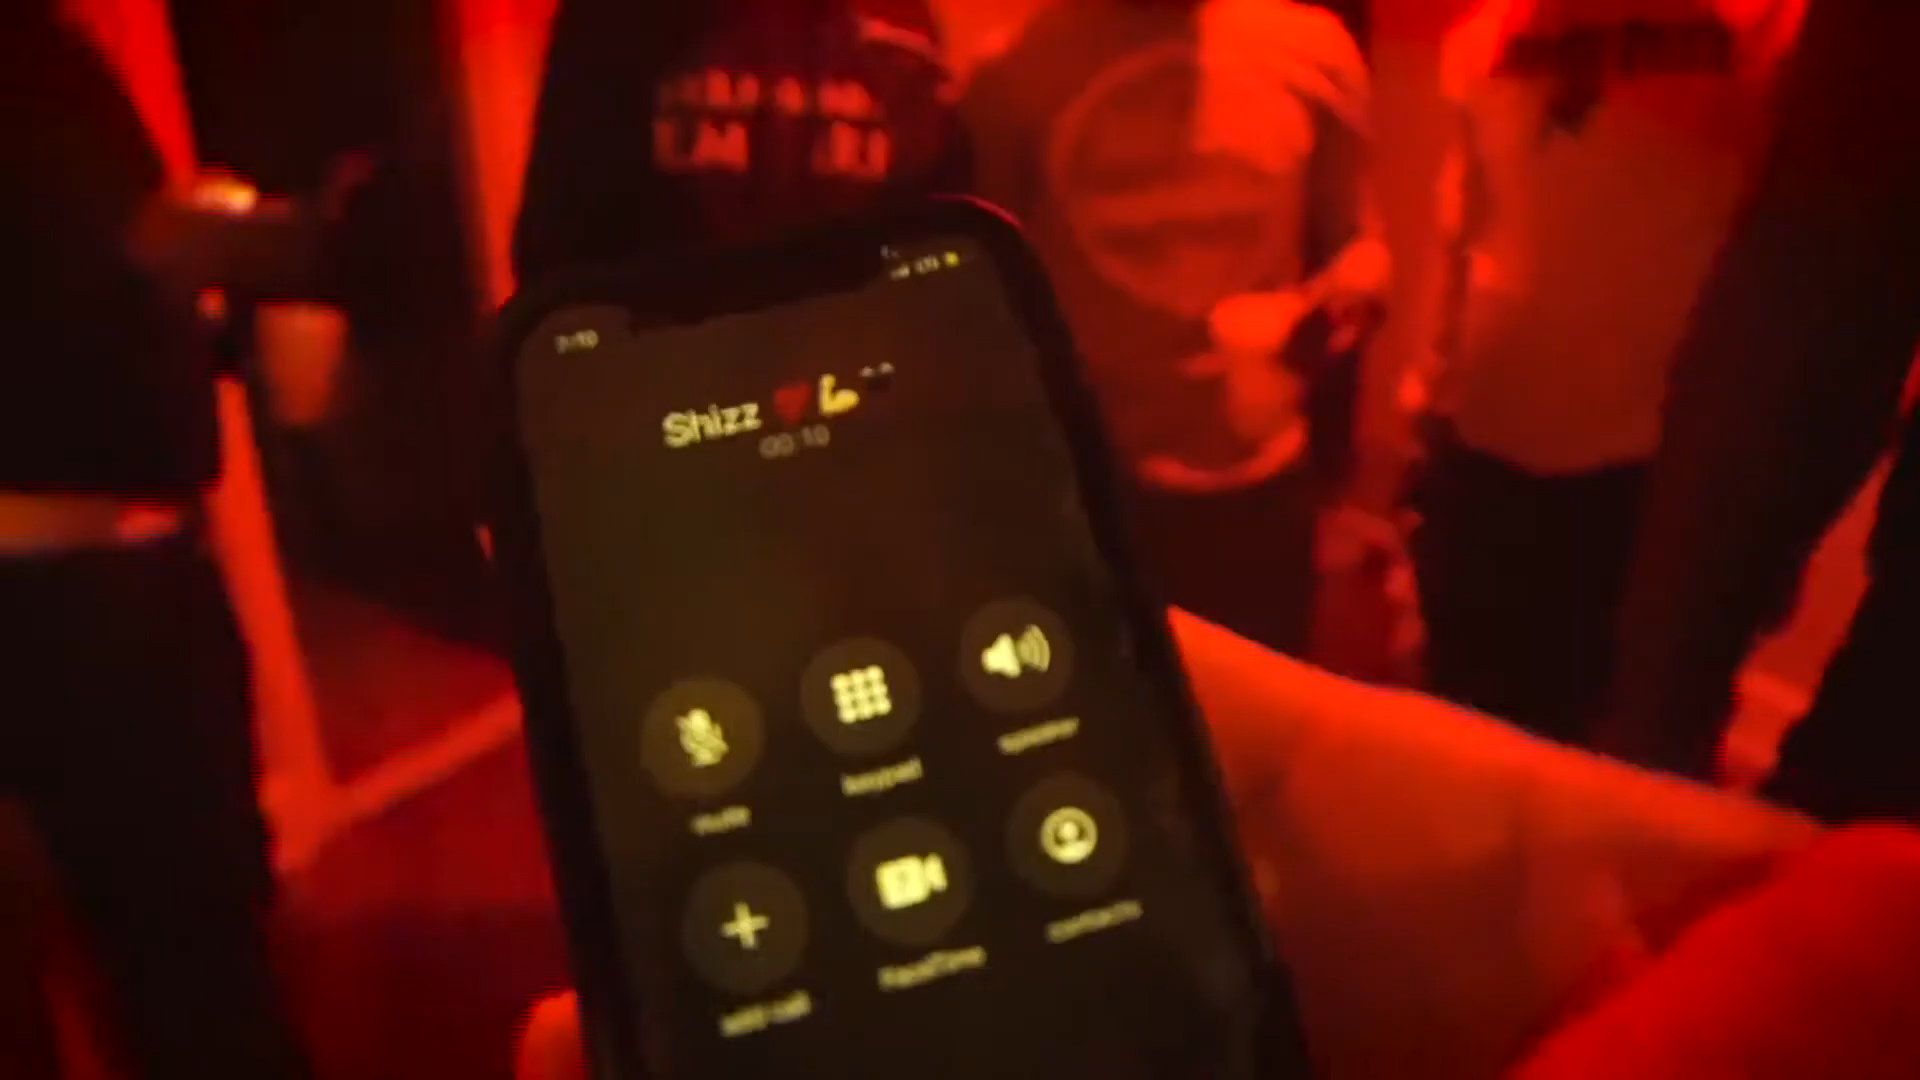 Shizz ❤️💪🖤
00:10
mute
keypad
speaker
add call
FaceTime
contacts